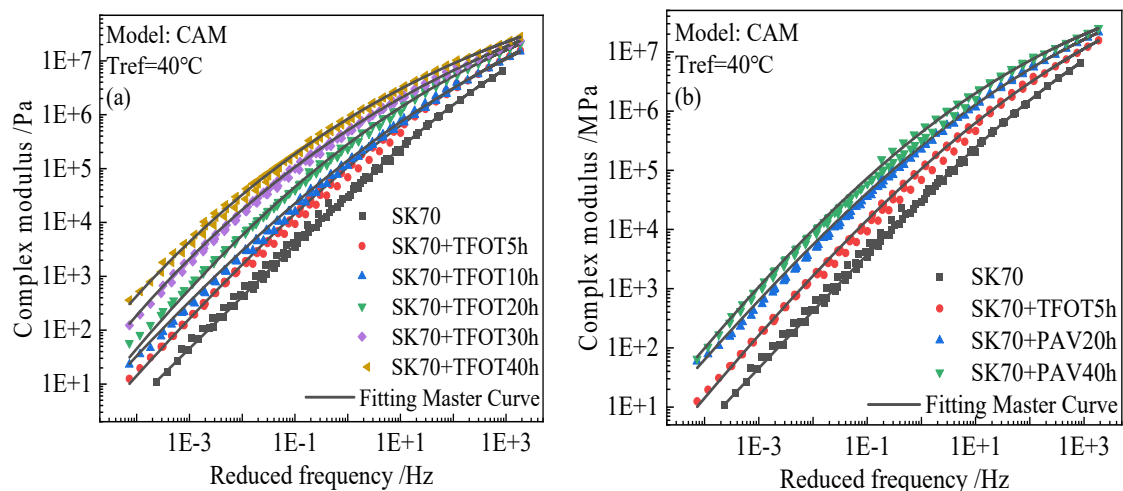 Model: CAM
Tref=40℃
(a)
1E+7
1E+6
1E+5
1E+4
1E+3
1E+2
1E+1
Complex modulus /Pa
SK70
SK70+TFOT5h
SK70+TFOT10h
SK70+TFOT20h
SK70+TFOT30h
SK70+TFOT40h
Fitting Master Curve
1E-3 1E-1 1E+1 1E+3
Reduced frequency /Hz
Model: CAM
Tref=40℃
(b)
1E+7
1E+6
1E+5
1E+4
1E+3
1E+2
1E+1
Complex modulus /MPa
SK70
SK70+TFOT5h
SK70+PAV20h
SK70+PAV40h
Fitting Master Curve
1E-3 1E-1 1E+1 1E+3
Reduced frequency /Hz